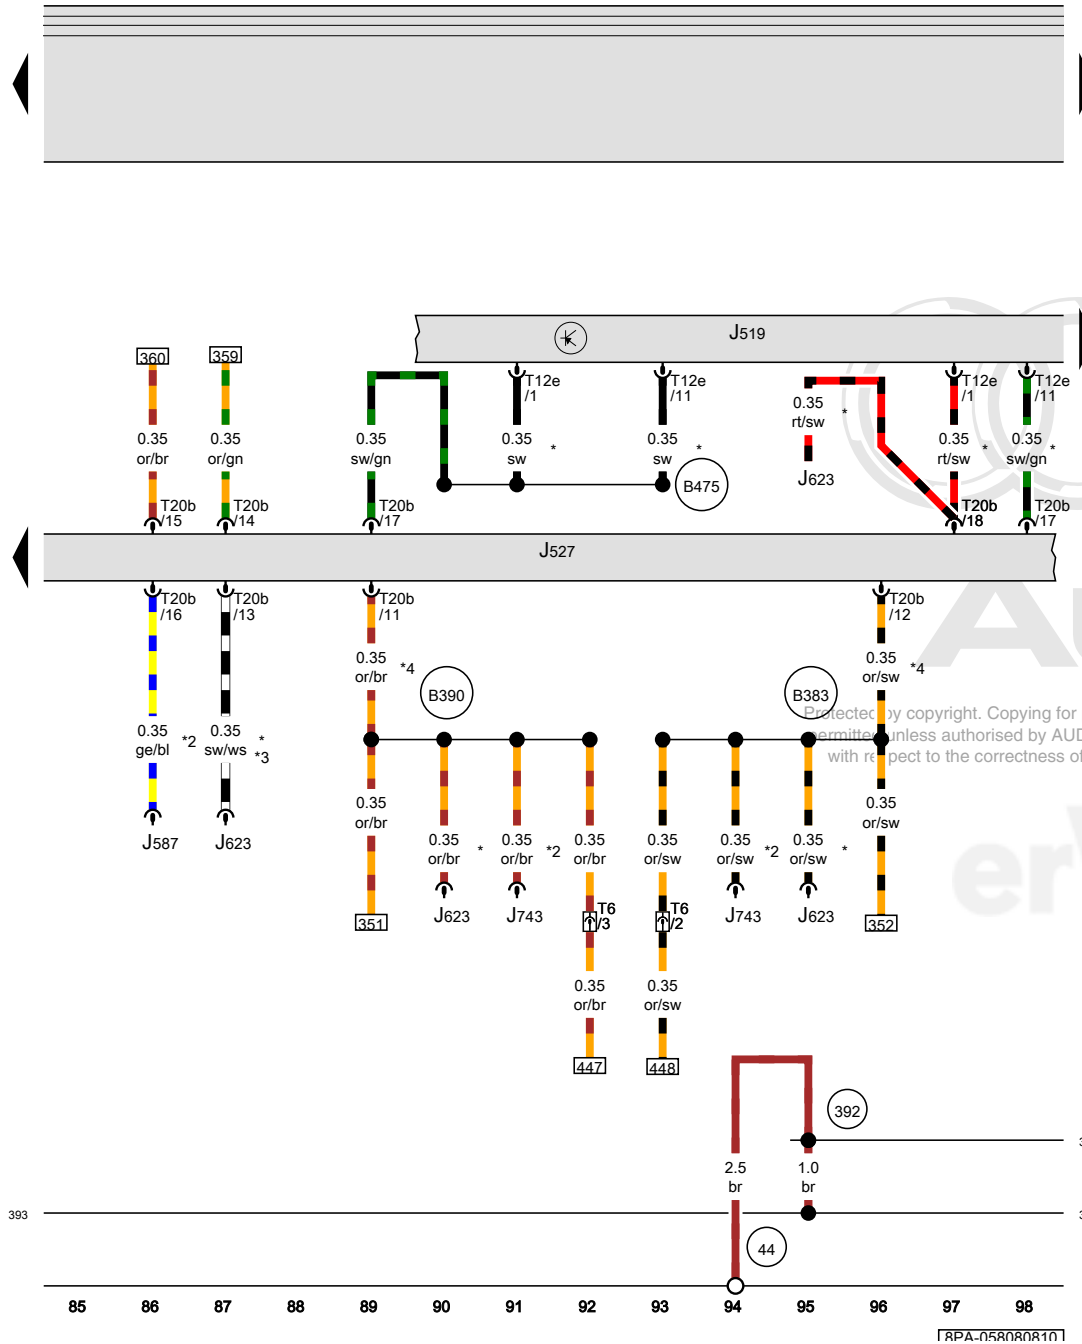 J519
360
359
T12e
/1
T12e
/11
T12e
/1
T12e
/11
0.35
or/br
0.35
or/gn
0.35
sw/gn
0.35
sw
*
0.35
sw
*
0.35
rt/sw
*
0.35
rt/sw
*
0.35
sw/gn
*
J623
B475
T20b
/15
T20b
/14
T20b
/17
T20b
/18
T20b
/17
J527
T20b
/16
T20b
/13
T20b
/11
T20b
/12
0.35
or/br
*4
B390
B383
0.35
or/sw
*4
Protected by copyright. Copying for
permitted unless authorised by AUD
with respect to the correctness of
0.35
ge/bl
*2
0.35
sw/ws
*
*3
J587
J623
0.35
or/br
0.35
or/br
*
0.35
or/br
*2
0.35
or/br
0.35
or/sw
0.35
or/sw
*2
0.35
or/sw
*
0.35
or/sw
351
J623
J743
T6
/3
T6
/2
J743
J623
352
0.35
or/br
0.35
or/sw
447
448
392
2.5
br
1.0
br
393
44
85 86 87 88 89 90 91 92 93 94 95 96 97 98
8PA-058080810